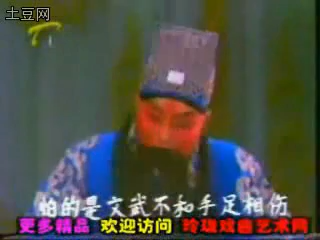 土豆网
怕的是文武不和手足相伤
更多精品 欢迎访问 玲珑戏曲艺术网